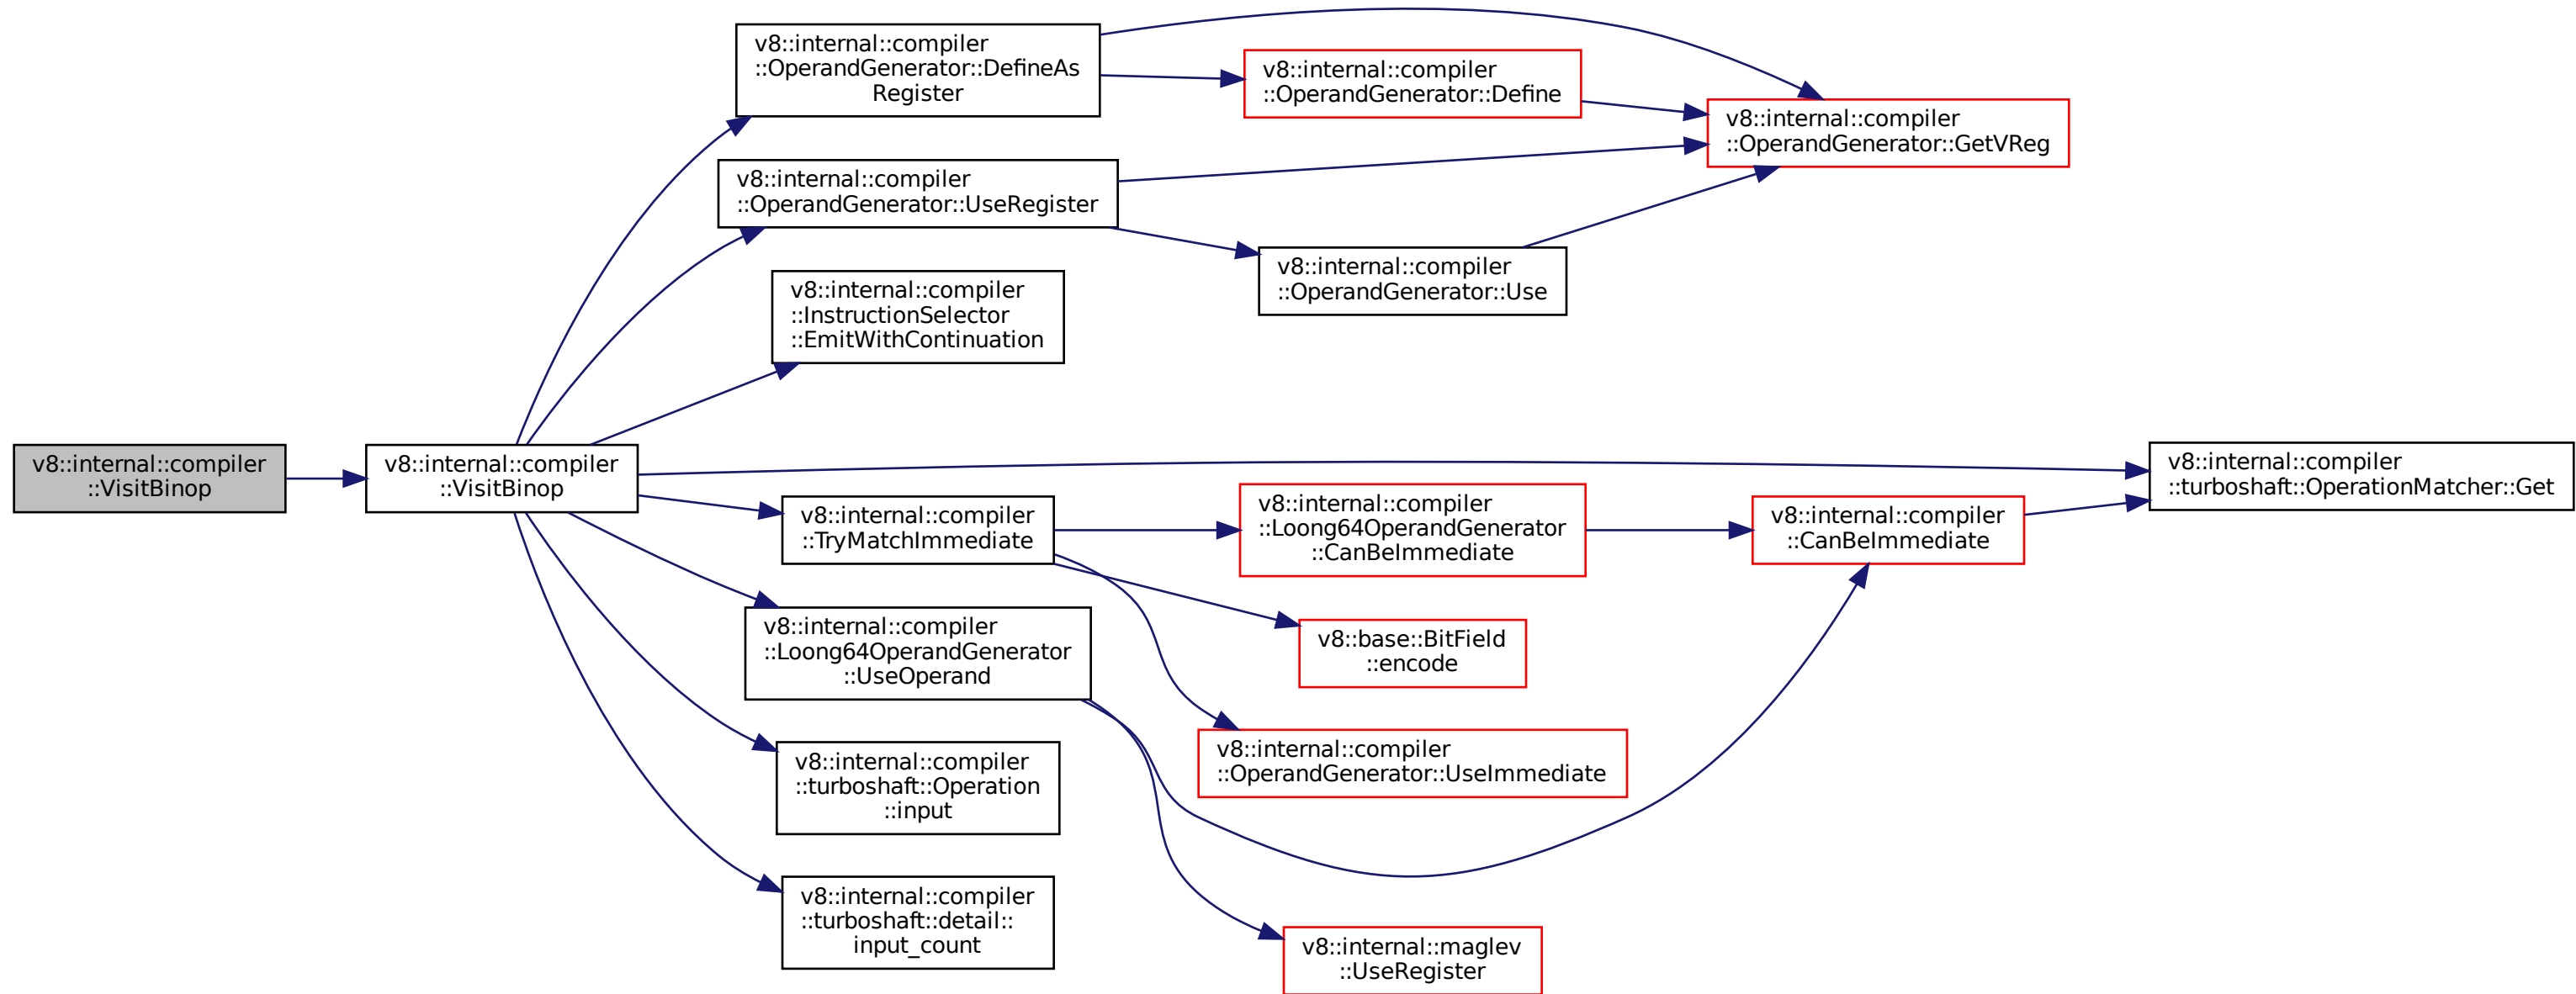 v8::internal::compiler
::VisitBinop
v8::internal::compiler
::VisitBinop
v8::internal::compiler
::OperandGenerator::DefineAs
Register
v8::internal::compiler
::OperandGenerator::Define
v8::internal::compiler
::OperandGenerator::GetVReg
v8::internal::compiler
::OperandGenerator::UseRegister
v8::internal::compiler
::OperandGenerator::Use
v8::internal::compiler
::InstructionSelector
::EmitWithContinuation
v8::internal::compiler
::turboshaft::OperationMatcher::Get
v8::internal::compiler
::TryMatchImmediate
v8::internal::compiler
::Loong64OperandGenerator
::CanBeImmediate
v8::internal::compiler
::CanBeImmediate
v8::base::BitField
::encode
v8::internal::compiler
::OperandGenerator::UseImmediate
v8::internal::compiler
::Loong64OperandGenerator
::UseOperand
v8::internal::maglev
::UseRegister
v8::internal::compiler
::turboshaft::Operation
::input
v8::internal::compiler
::turboshaft::detail::
input_count